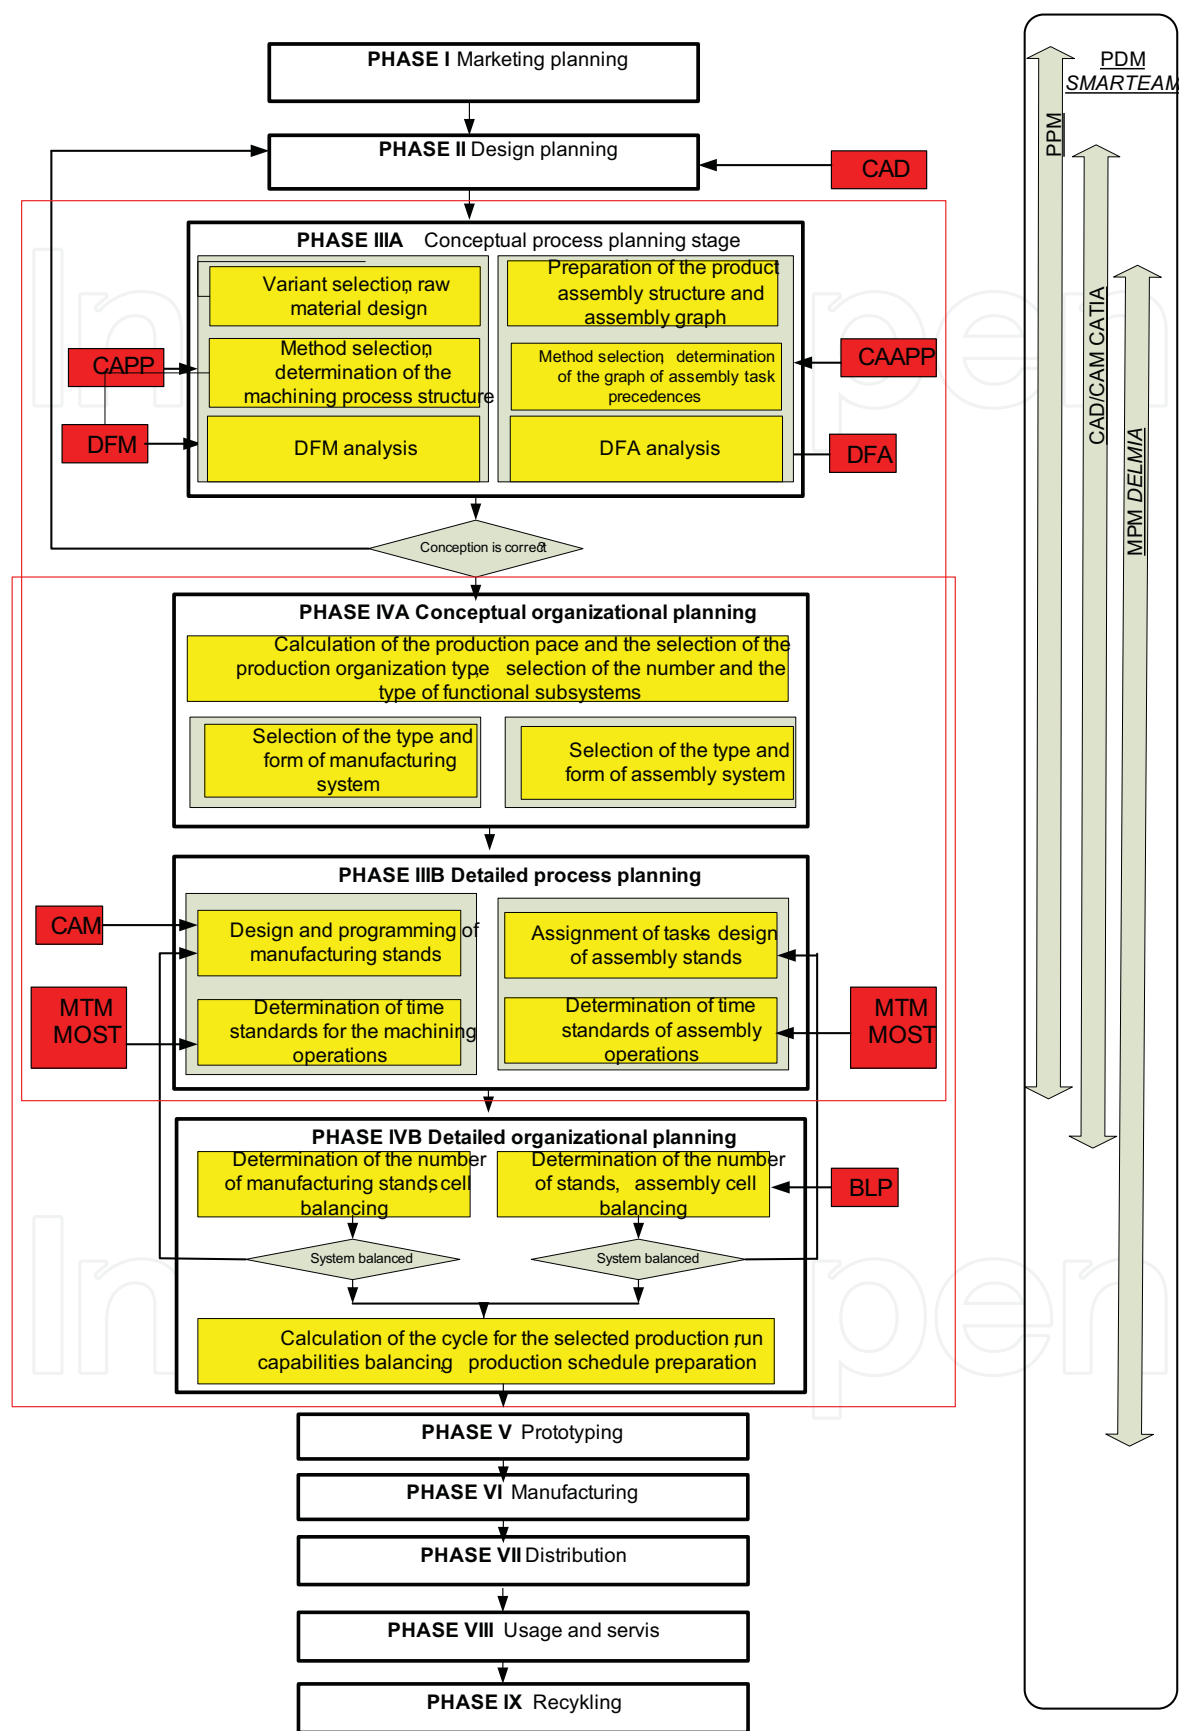 PHASE I Marketing planning
PHASE II Design planning
CAD
PHASE IIIA Conceptual process planning stage
Variant selection, raw
material design
Preparation of the product
assembly structure and
assembly graph
CAPP
Method selection,
determination of the
machining process structure
Method selection, determination
of the graph of assembly task
precedences
CAAPP
DFM
DFM analysis
DFA analysis
DFA
Conception is correct?
PHASE IVA Conceptual organizational planning
Calculation of the production pace and the selection of the
production organization type, selection of the number and the
type of functional subsystems
Selection of the type and
form of manufacturing
system
Selection of the type and
form of assembly system
PHASE IIIB Detailed process planning
CAM
Design and programming of
manufacturing stands
Assignment of tasks, design
of assembly stands
MTM
MOST
Determination of time
standards for the machining
operations
Determination of time
standards of assembly
operations
MTM
MOST
PHASE IVB Detailed organizational planning
Determination of the number
of manufacturing stands, cell
balancing
Determination of the number
of stands, assembly cell
balancing
BLP
System balanced
System balanced
Calculation of the cycle for the selected production run,
capabilities balancing, production schedule preparation
PHASE V Prototyping
PHASE VI Manufacturing
PHASE VII Distribution
PHASE VIII Usage and servis
PHASE IX Recykling
PDM
SMARTEAM
PPM
CAD/CAM CATIA
MPM DELMIA
In
pen
In
pen